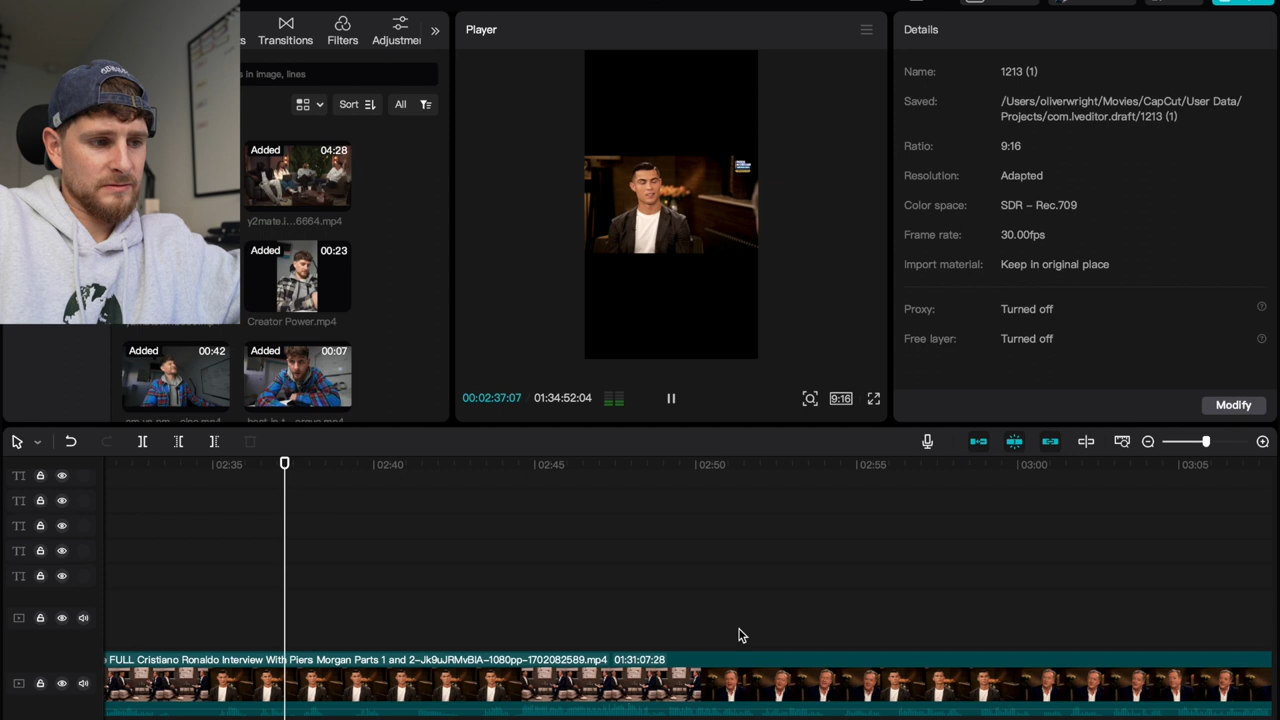 Transitions
Filters
Adjustmer
s in image, lines
Sort
All
Added
04:28
y2mate.i...6664.mp4
Added
00:23
Creator Power.mp4
Added
00:42
Added
00:07
Player
00:02:37:07
01:34:52:04
9:16
Details
Name:
1213 (1)
Saved:
/Users/oliverwright/Movies/CapCut/User Data/
Projects/com.lveditor.draft/1213 (1)
Ratio:
9:16
Resolution:
Adapted
Color space:
SDR – Rec.709
Frame rate:
30.00fps
Import material:
Keep in original place
Proxy:
Turned off
Free layer:
Turned off
Modify
02:35
02:40
02:45
02:50
02:55
03:00
03:05
FULL Cristiano Ronaldo Interview With Piers Morgan Parts 1 and 2-Jk9uJRMvBIA-1080pp-1702082589.mp4 01:31:07:28